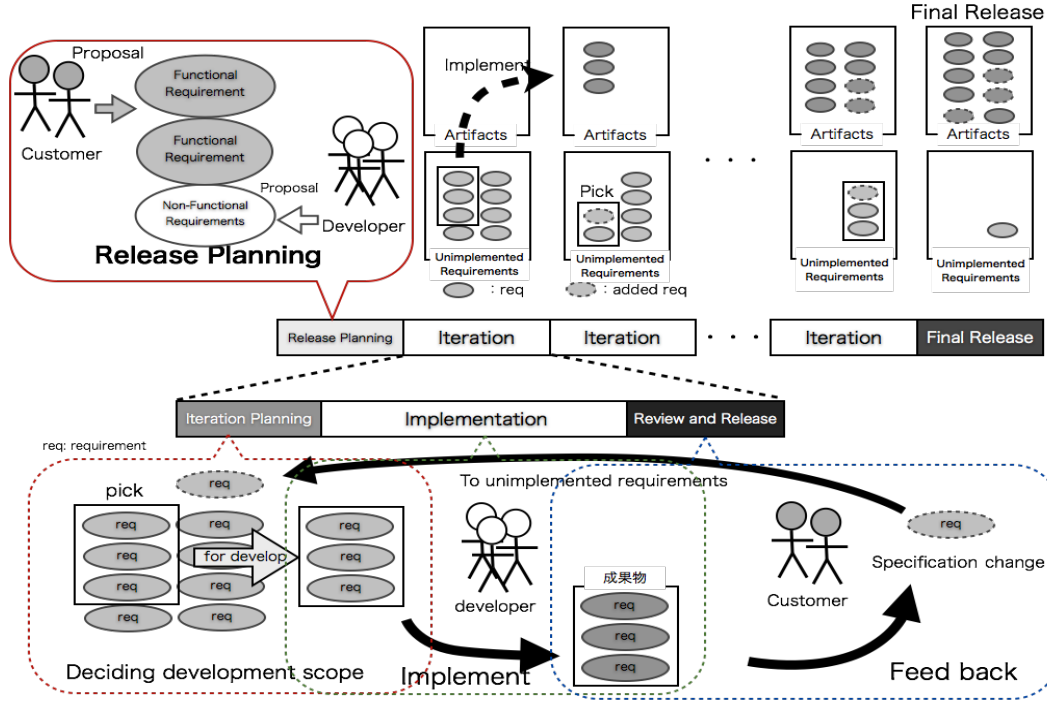 Proposal
Functional
Requirement
Customer
Functional
Requirement
Proposal
Non-Functional
Requirements
Developer
Release Planning
Implement
Artifacts
Artifacts
Artifacts
Final Release
Artifacts
Pick
Unimplemented
Requirements
Unimplemented
Requirements
Unimplemented
Requirements
Unimplemented
Requirements
: req
: added req
. . .
Release Planning
Iteration
Iteration
. . .
Iteration
Final Release
Iteration Planning
Implementation
Review and Release
req: requirement
To unimplemented requirements
pick
req
req
req
req
req
req
req
req
req
req
for develop
req
req
req
developer
成果物
req
req
req
Customer
req
Specification change
Deciding development scope
Implement
Feed back